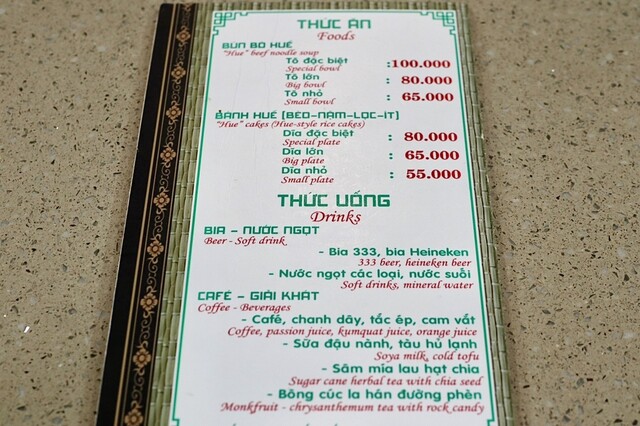 THỨC ĂN
Foods
BÚN BÒ HUẾ
"Hue" beef noodle soup
Tô đặc biệt :100.000
Special bowl
Tô lớn : 80.000
Big bowl
Tô nhỏ : 65.000
Small bowl
BÁNH HUẾ [BÈO-NẬM-LỌC-ÍT]
"Hue" cakes (Hue-style rice cakes)
Dĩa đặc biệt : 80.000
Special plate
Dĩa lớn : 65.000
Big plate
Dĩa nhỏ : 55.000
Small plate
THỨC UỐNG
Drinks
BIA - NƯỚC NGỌT
Beer - Soft drink
- Bia 333, bia Heineken
333 beer, heineken beer
- Nước ngọt các loại, nước suối
Soft drinks, mineral water
CAFÉ - GIẢI KHÁT
Coffee - Beverages
- Café, chanh dây, tắc ép, cam vắt
Coffee, passion juice, kumquat juice, orange juice
- Sữa đậu nành, tàu hủ lạnh
Soya milk, cold tofu
- Sâm mía lau hạt chia
Sugar cane herbal tea with chia seed
- Bông cúc la hán đường phèn
Monkfruit - chrysanthemum tea with rock candy